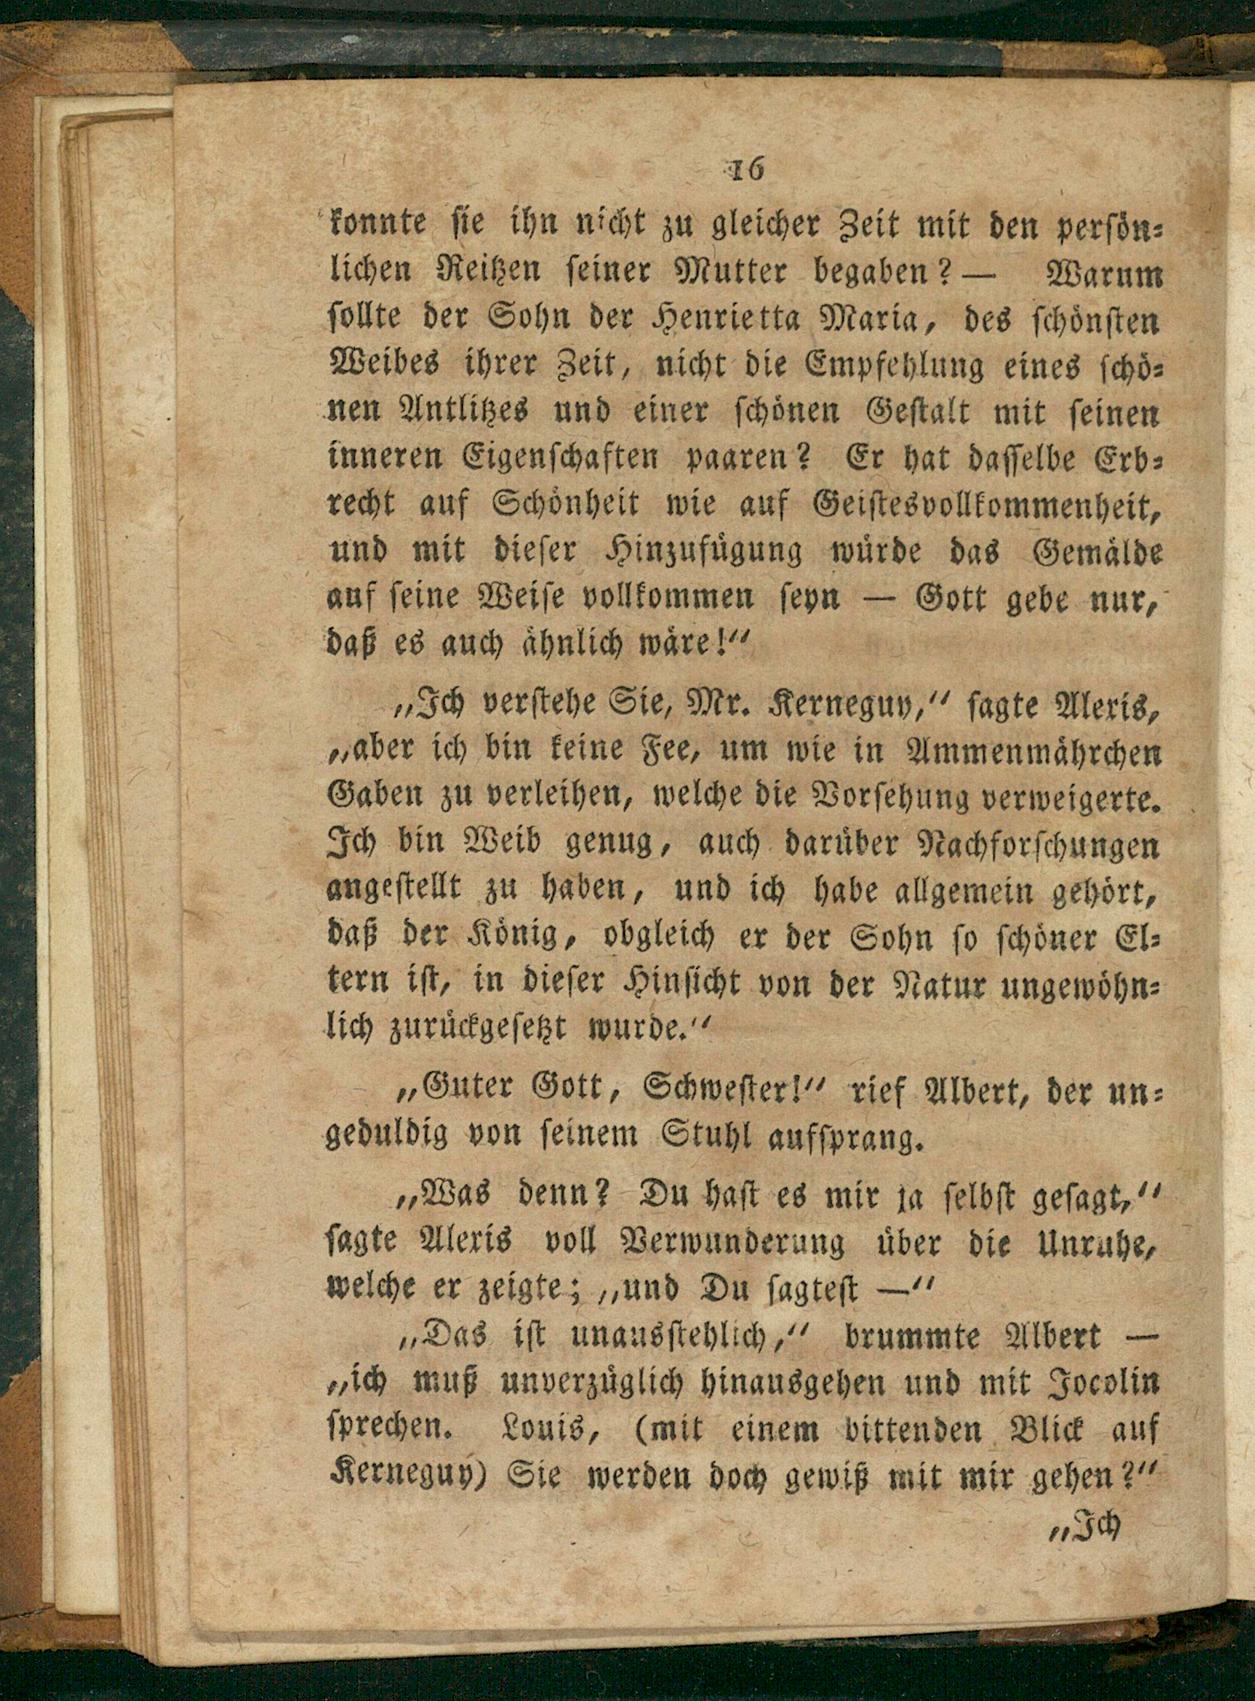 16
konnte sie ihn nicht zu gleicher Zeit mit den persön=
lichen Reitzen seiner Mutter begaben? — Warum
sollte der Sohn der Henrietta Maria, des schönsten
Weibes ihrer Zeit, nicht die Empfehlung eines schö=
nen Antlitzes und einer schönen Gestalt mit seinen
inneren Eigenschaften paaren? Er hat dasselbe Erb=
recht auf Schönheit wie auf Geistesvollkommenheit,
und mit dieser Hinzufügung würde das Gemälde
auf seine Weise vollkommen seyn — Gott gebe nur,
daß es auch ähnlich wäre!“
„Ich verstehe Sie, Mr. Kerneguy,“ sagte Alexis,
„aber ich bin keine Fee, um wie in Ammenmährchen
Gaben zu verleihen, welche die Vorsehung verweigerte.
Ich bin Weib genug, auch darüber Nachforschungen
angestellt zu haben, und ich habe allgemein gehört,
daß der König, obgleich er der Sohn so schöner El=
tern ist, in dieser Hinsicht von der Natur ungewöhn=
lich zurückgesetzt wurde.“
„Guter Gott, Schwester!“ rief Albert, der un=
geduldig von seinem Stuhl aufsprang.
„Was denn? Du hast es mir ja selbst gesagt,“
sagte Alexis voll Verwunderung über die Unruhe,
welche er zeigte; „und Du sagtest —“
„Das ist unausstehlich,“ brummte Albert —
„ich muß unverzüglich hinausgehen und mit Jocolin
sprechen. Louis, (mit einem bittenden Blick auf
Kerneguy) Sie werden doch gewiß mit mir gehen?“
„Ich